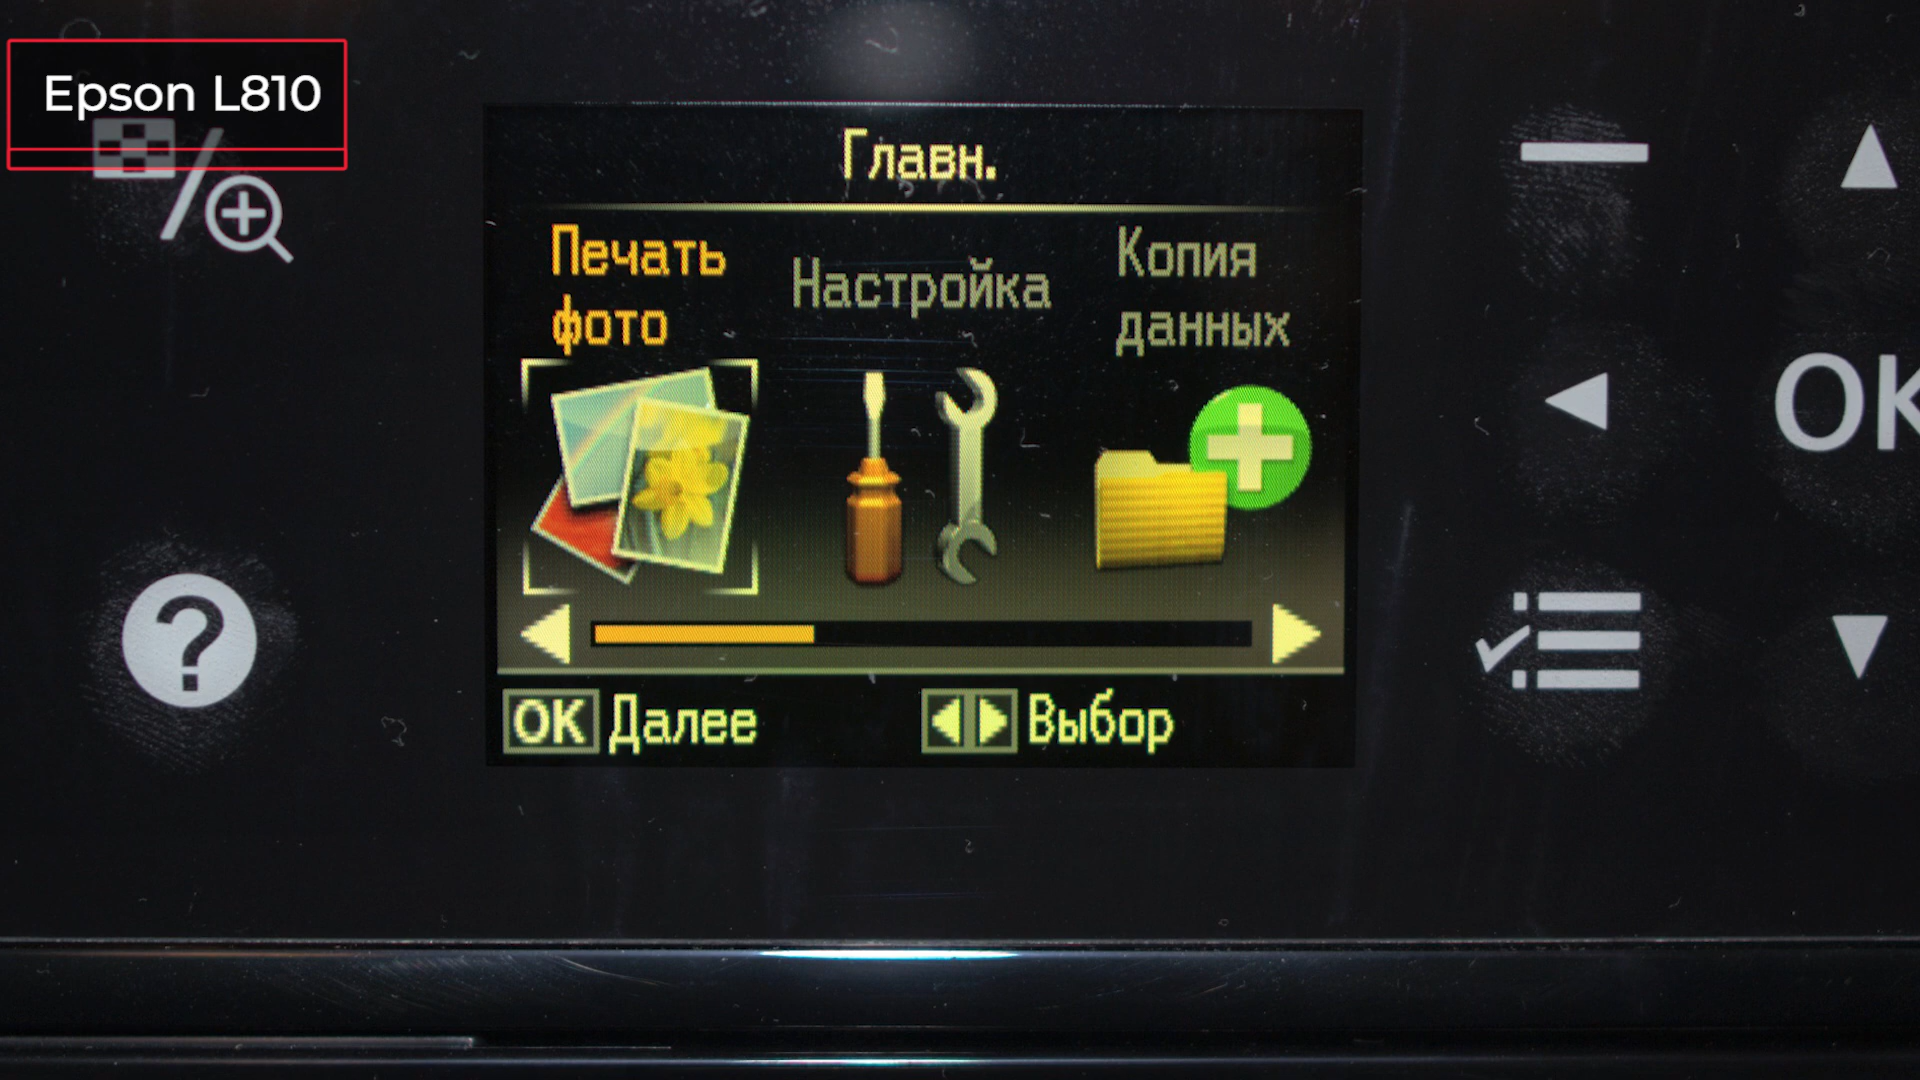 Epson L810
Главн.
Печать
фото
Настройка
Копия
данных
OK Далее
Выбор
OK